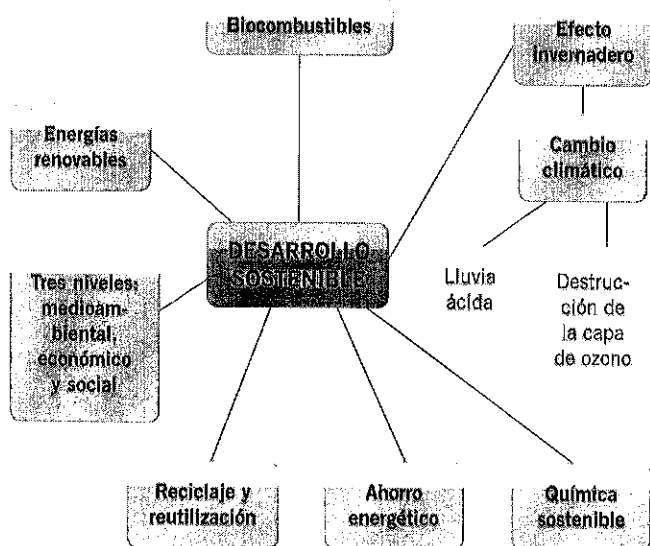 Biocombustibles
Efecto
invernadero
Energías
renovables
Cambio
climático
DESARROLLO
SOSTENIBLE
Lluvia
ácida
Destruc-
ción de
la capa
de ozono
Tres niveles:
medioam-
biental,
económico
y social
Reciclaje y
reutilización
Ahorro
energético
Química
sostenible